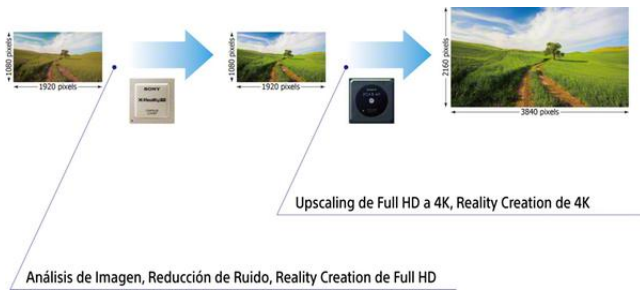 1080 pixels
1920 pixels
SONY
1080 pixels
1920 pixels
2160 pixels
3840 pixels
Upscaling de Full HD a 4K, Reality Creation de 4K
Análisis de Imagen, Reducción de Ruido, Reality Creation de Full HD